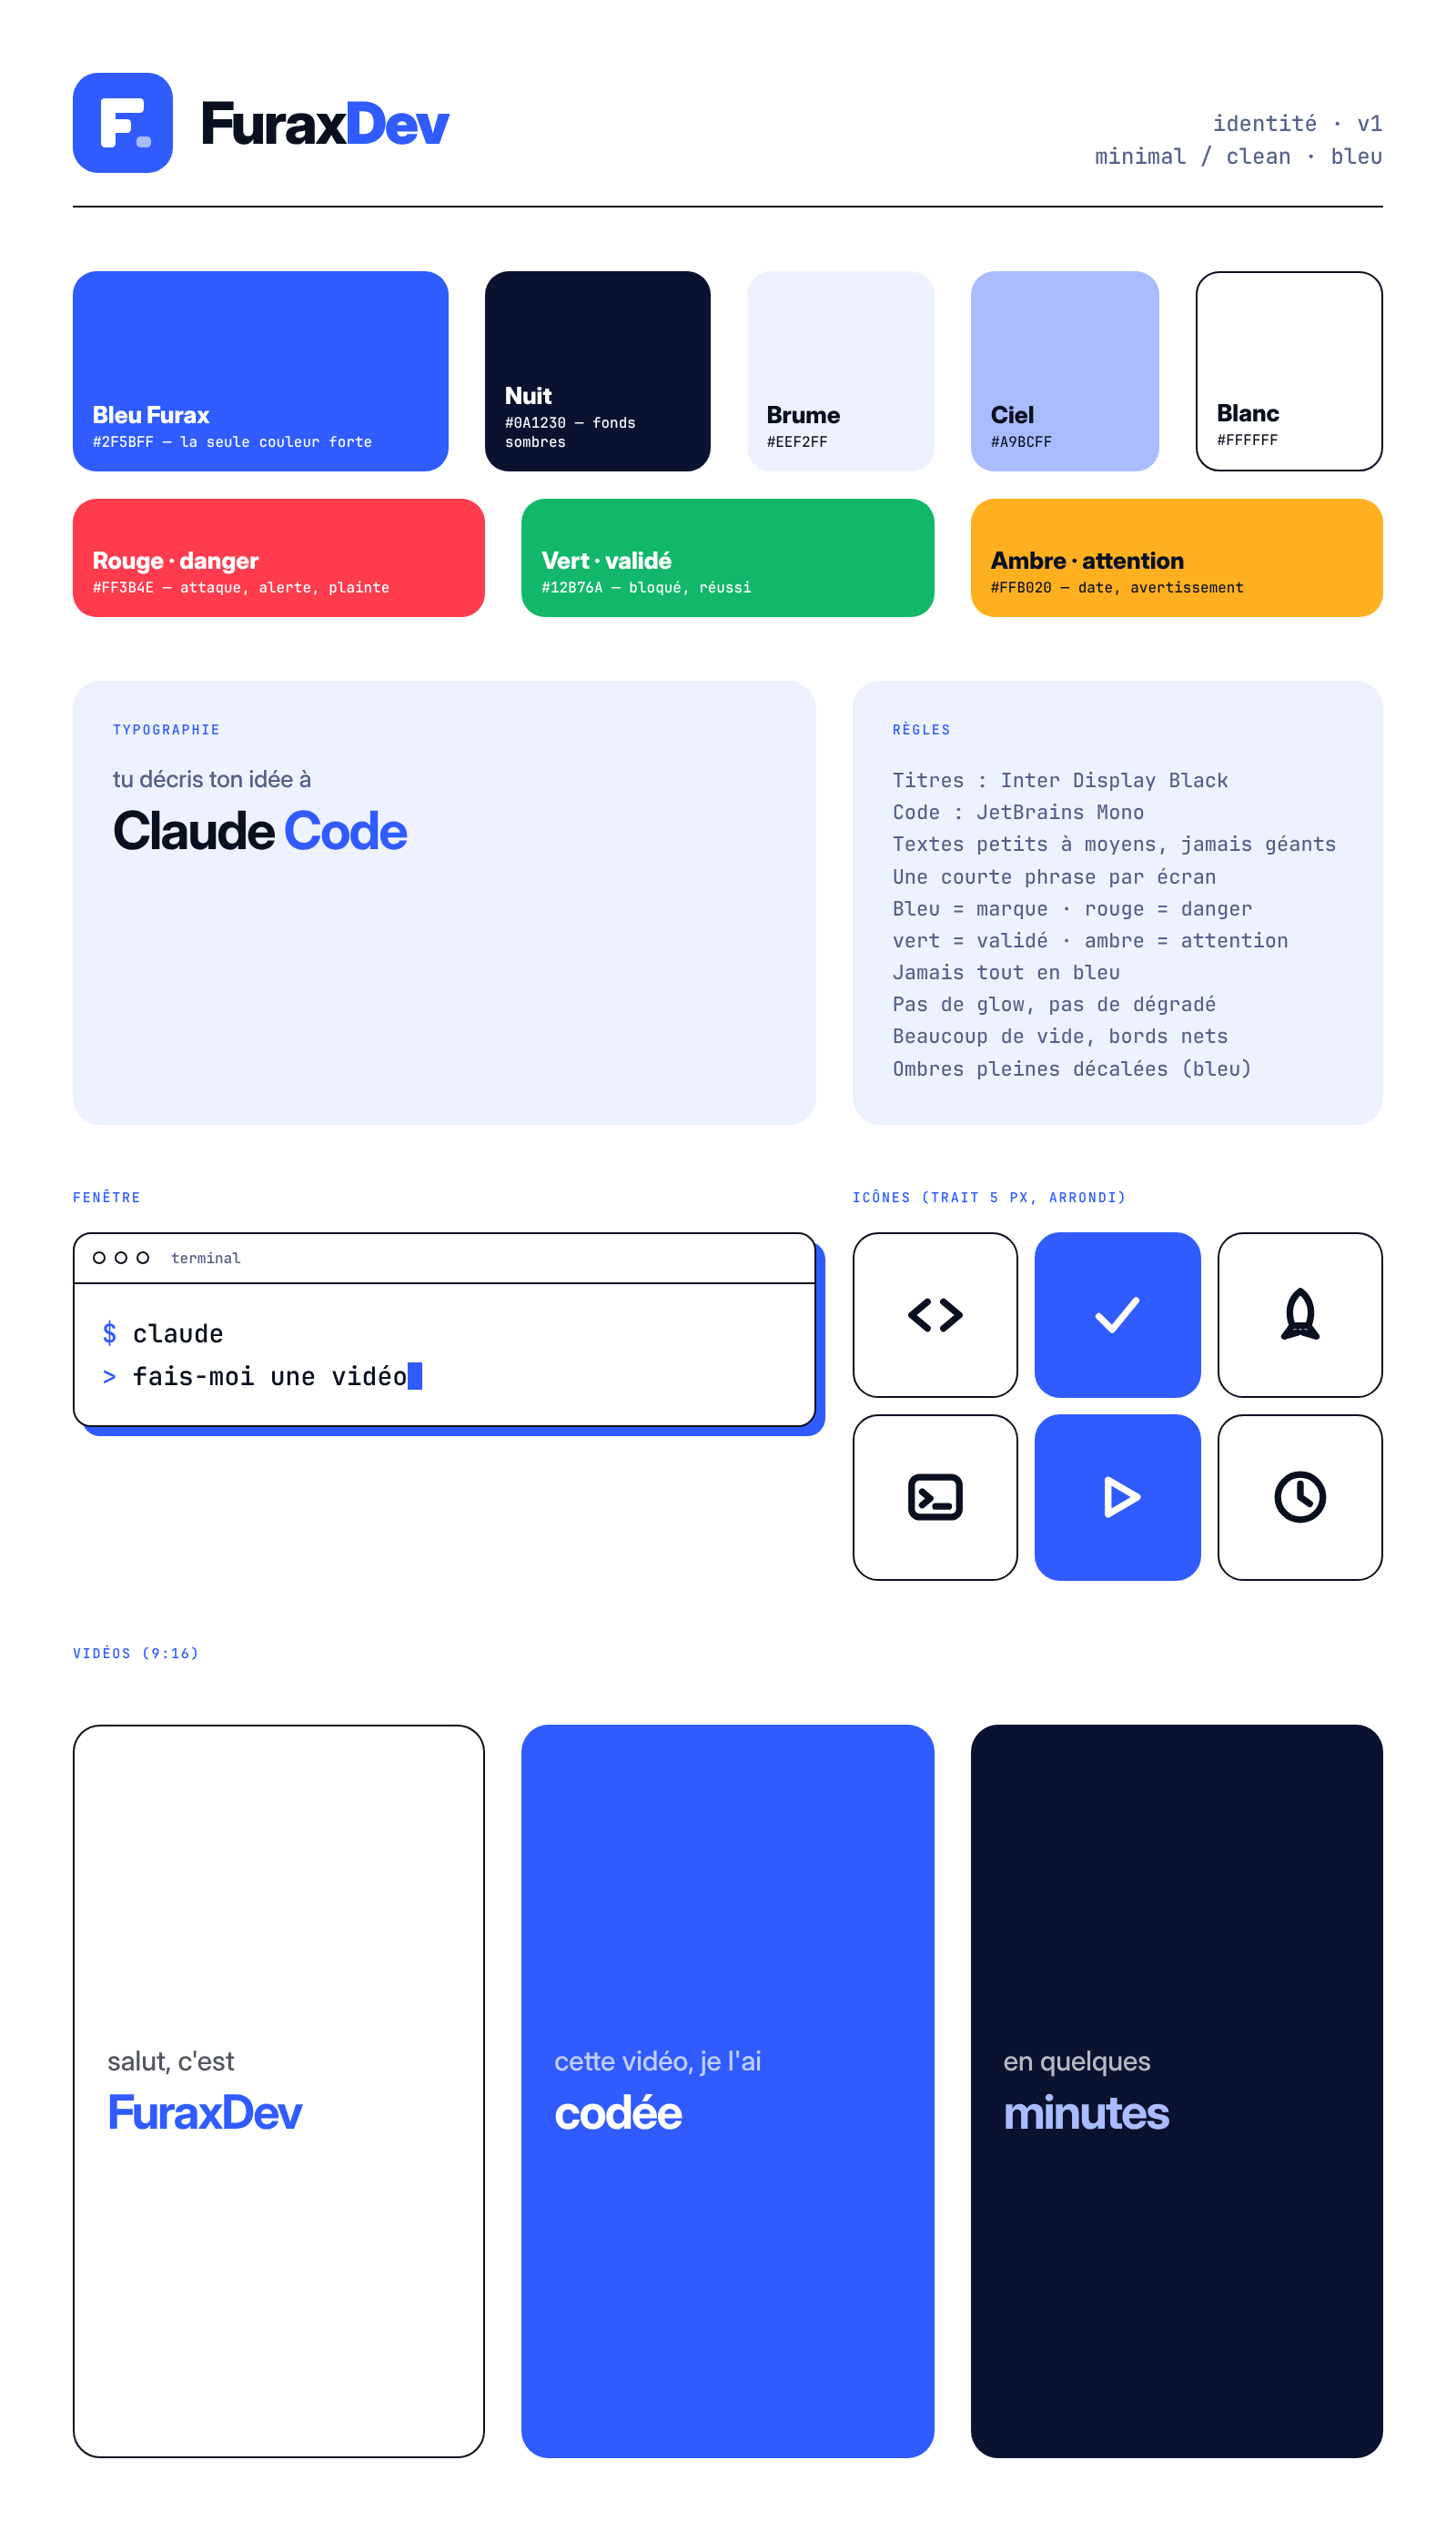 F.
FuraxDev
identité · v1
minimal / clean · bleu
Bleu Furax
#2F5BFF — la seule couleur forte
Nuit
#0A1230 — fonds
sombres
Brume
#EEF2FF
Ciel
#A9BCFF
Blanc
#FFFFFF
Rouge · danger
#FF3B4E — attaque, alerte, plainte
Vert · validé
#12B76A — bloqué, réussi
Ambre · attention
#FFB020 — date, avertissement
TYPOGRAPHIE
tu décris ton idée à
Claude Code
RÈGLES
Titres : Inter Display Black
Code : JetBrains Mono
Textes petits à moyens, jamais géants
Une courte phrase par écran
Bleu = marque · rouge = danger
vert = validé · ambre = attention
Jamais tout en bleu
Pas de glow, pas de dégradé
Beaucoup de vide, bords nets
Ombres pleines décalées (bleu)
FENÊTRE
terminal
$ claude
> fais-moi une vidéo
ICÔNES (TRAIT 5 PX, ARRONDI)
VIDÉOS (9:16)
salut, c'est
FuraxDev
cette vidéo, je l'ai
codée
en quelques
minutes